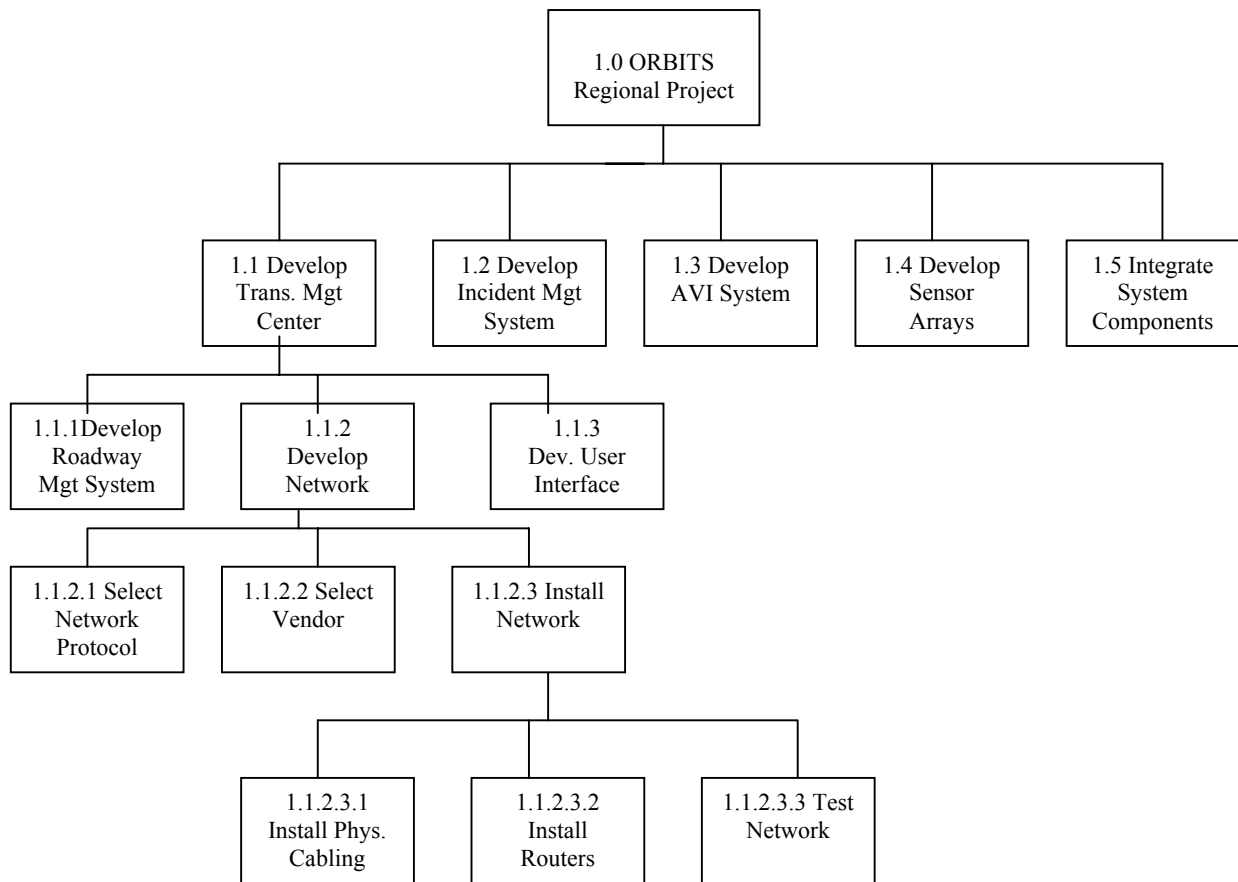 1.0 ORBITS
Regional Project
1.1 Develop
Trans. Mgt
Center
1.2 Develop
Incident Mgt
System
1.3 Develop
AVI System
1.4 Develop
Sensor
Arrays
1.5 Integrate
System
Components
1.1.1Develop
Roadway
Mgt System
1.1.2
Develop
Network
1.1.3
Dev. User
Interface
1.1.2.1 Select
Network
Protocol
1.1.2.2 Select
Vendor
1.1.2.3 Install
Network
1.1.2.3.1
Install Phys.
Cabling
1.1.2.3.2
Install
Routers
1.1.2.3.3 Test
Network